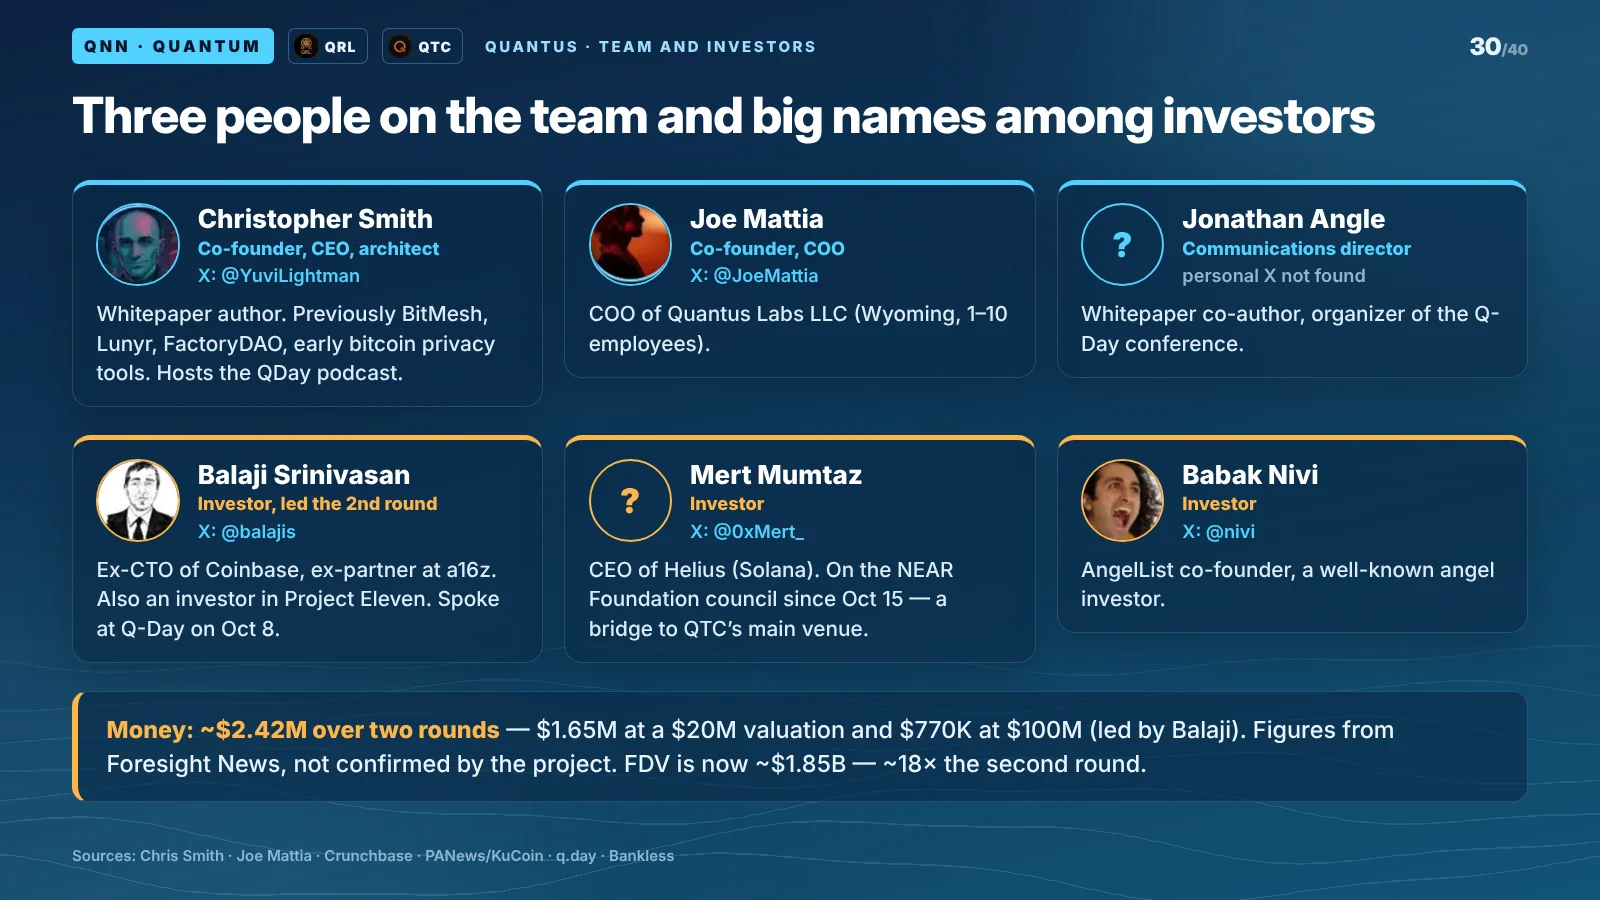 QNN · QUANTUM
QRL
QTC
QUANTUS · TEAM AND INVESTORS
30/40
Three people on the team and big names among investors
Christopher Smith
Co-founder, CEO, architect
X: @YuviLightman
Whitepaper author. Previously BitMesh,
Lunyr, FactoryDAO, early bitcoin privacy
tools. Hosts the QDay podcast.
Joe Mattia
Co-founder, COO
X: @JoeMattia
COO of Quantus Labs LLC (Wyoming, 1–10
employees).
?
Jonathan Angle
Communications director
personal X not found
Whitepaper co-author, organizer of the Q-
Day conference.
Balaji Srinivasan
Investor, led the 2nd round
X: @balajis
Ex-CTO of Coinbase, ex-partner at a16z.
Also an investor in Project Eleven. Spoke
at Q-Day on Oct 8.
?
Mert Mumtaz
Investor
X: @0xMert_
CEO of Helius (Solana). On the NEAR
Foundation council since Oct 15 — a
bridge to QTC’s main venue.
Babak Nivi
Investor
X: @nivi
AngelList co-founder, a well-known angel
investor.
Money: ~$2.42M over two rounds — $1.65M at a $20M valuation and $770K at $100M (led by Balaji). Figures from
Foresight News, not confirmed by the project. FDV is now ~$1.85B — ~18× the second round.
Sources: Chris Smith · Joe Mattia · Crunchbase · PANews/KuCoin · q.day · Bankless